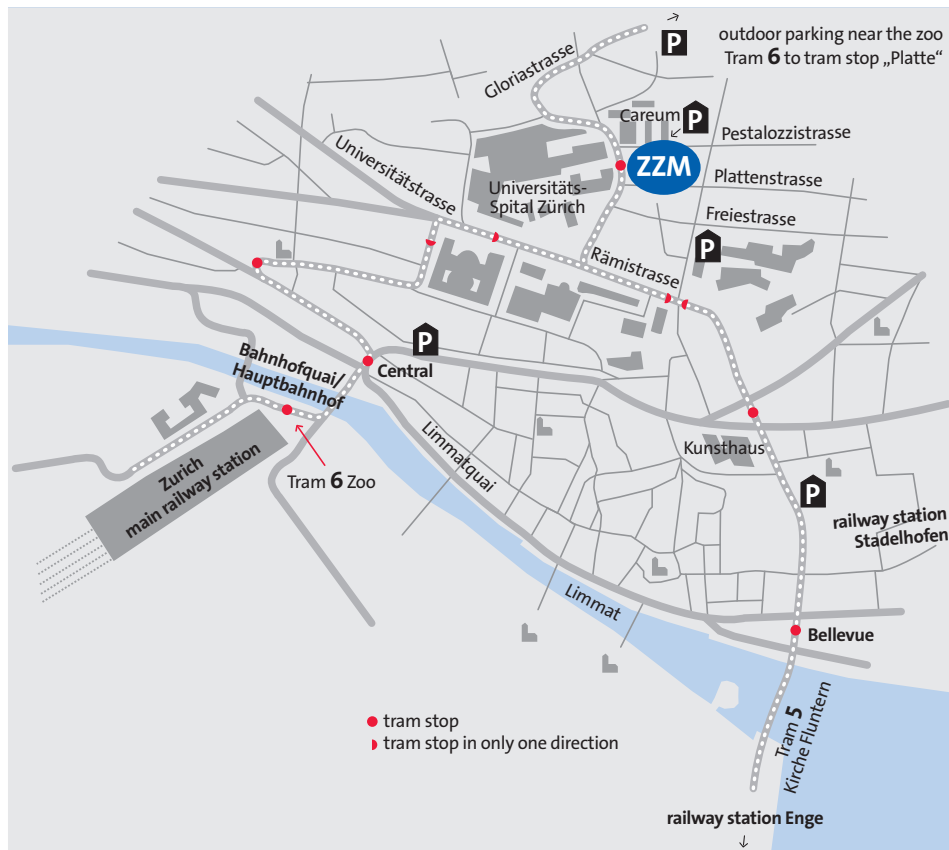 P
outdoor parking near the zoo
Tram 6 to tram stop „Platte“
Gloriastrasse
Careum
P
Pestalozzistrasse
ZZM
Universitätstrasse
Plattenstrasse
Universitäts-
Spital Zürich
Freiestrasse
P
Rämistrasse
P
Bahnhofquai/
Hauptbahnhof
Central
Limmatquai
Kunsthaus
Zurich
main railway station
Tram 6 Zoo
P
railway station
Stadelhofen
Limmat
Bellevue
tram stop
tram stop in only one direction
Tram 5
Kirche Fluntern
railway station Enge